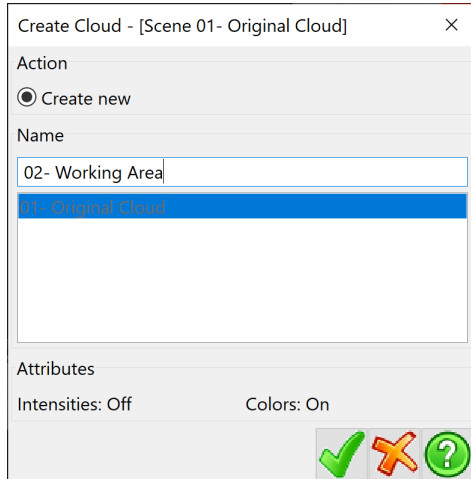 Create Cloud - [Scene 01- Original Cloud]
Action
Create new
Name
02- Working Area
01- Original Cloud
Attributes
Intensities: Off Colors: On
?